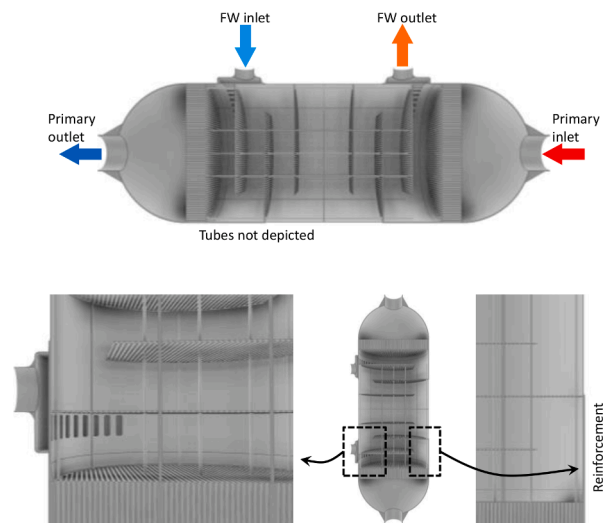 FW inlet
FW outlet
Primary
outlet
Primary
inlet
Tubes not depicted
Reinforcement